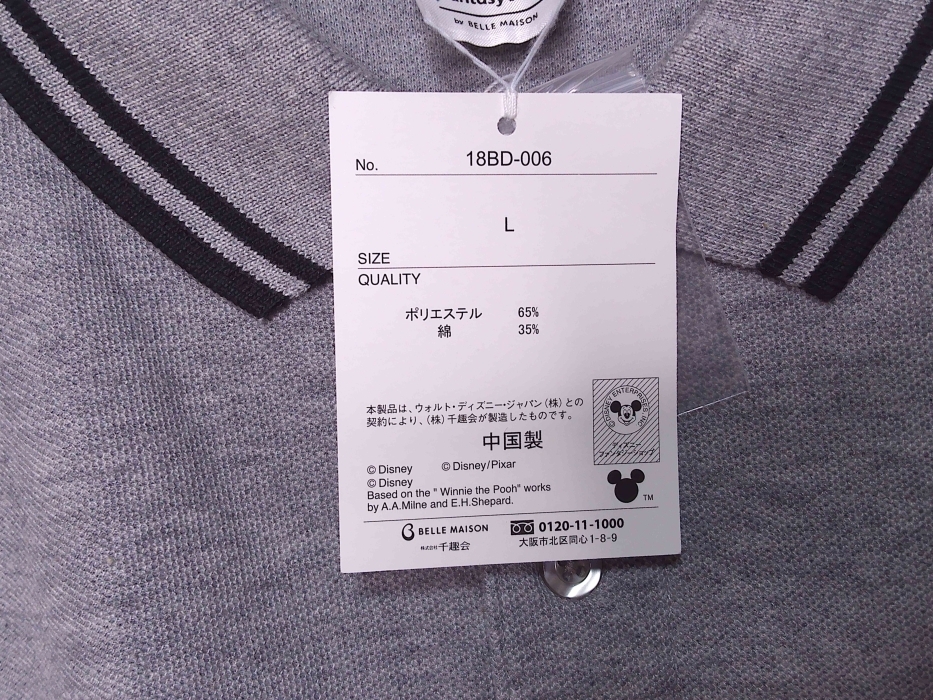 by BELLE MAISON
No. 18BD-006
L
SIZE
QUALITY
ポリエステル 65%
綿 35%
本製品は、ウォルト・ディズニー・ジャパン(株)との
契約により、(株)千趣会が製造したものです。
中国製
© Disney © Disney/Pixar
© Disney
Based on the " Winnie the Pooh" works
by A.A.Milne and E.H.Shepard.
© DISNEY ENTERPRISES INC
ディズニー
ファンタジーショップ
TM
BELLE MAISON 0120-11-1000
株式会社千趣会 大阪市北区同心1-8-9